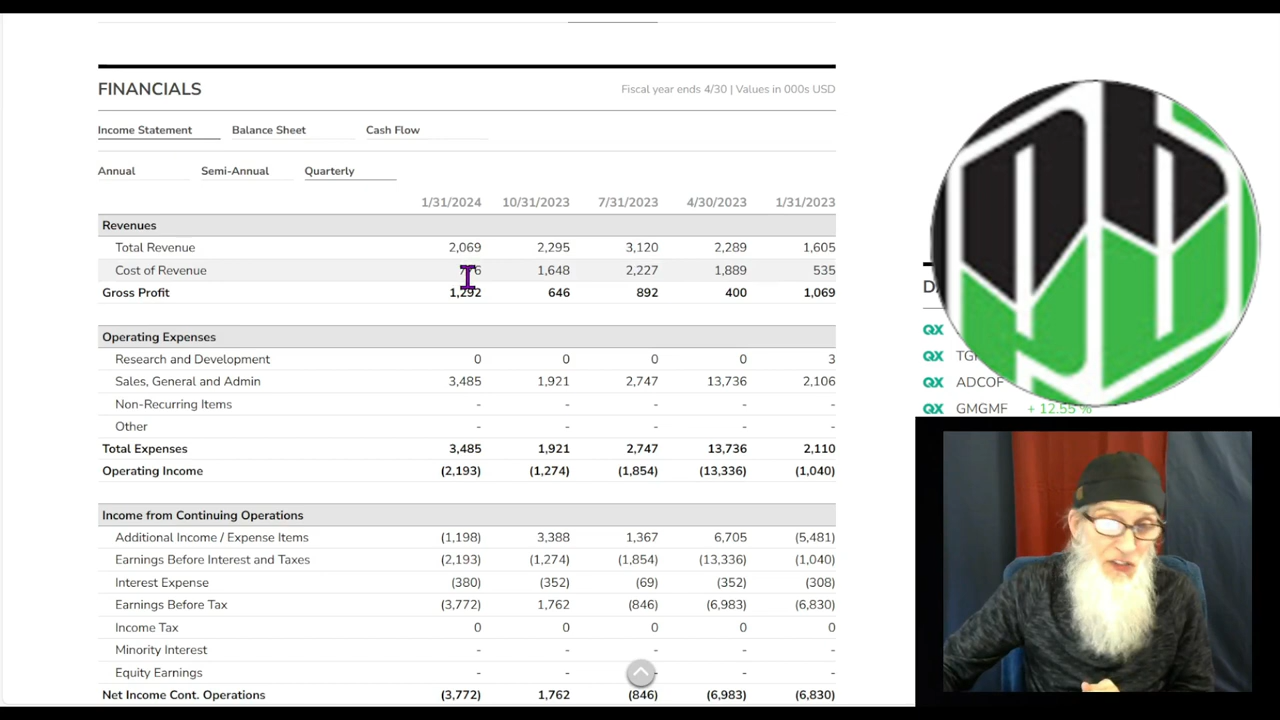 FINANCIALS Fiscal year ends 4/30 | Values in 000s USD
Income Statement Balance Sheet Cash Flow
Annual Semi-Annual Quarterly
1/31/2024 10/31/2023 7/31/2023 4/30/2023 1/31/2023
Revenues
Total Revenue 2,069 2,295 3,120 2,289 1,605
Cost of Revenue 1,648 2,227 1,889 535
Gross Profit 1,292 646 892 400 1,069
Operating Expenses
Research and Development 0 0 0 0 3
Sales, General and Admin 3,485 1,921 2,747 13,736 2,106
Non-Recurring Items - - - - -
Other - - - - -
Total Expenses 3,485 1,921 2,747 13,736 2,110
Operating Income (2,193) (1,274) (1,854) (13,336) (1,040)
Income from Continuing Operations
Additional Income / Expense Items (1,198) 3,388 1,367 6,705 (5,481)
Earnings Before Interest and Taxes (2,193) (1,274) (1,854) (13,336) (1,040)
Interest Expense (380) (352) (69) (352) (308)
Earnings Before Tax (3,772) 1,762 (846) (6,983) (6,830)
Income Tax 0 0 0 0 0
Minority Interest - - - - -
Equity Earnings - - - - -
Net Income Cont. Operations (3,772) 1,762 (846) (6,983) (6,830)
QX
QX
QX ADCOF
QX GMGMF + 12.55 %